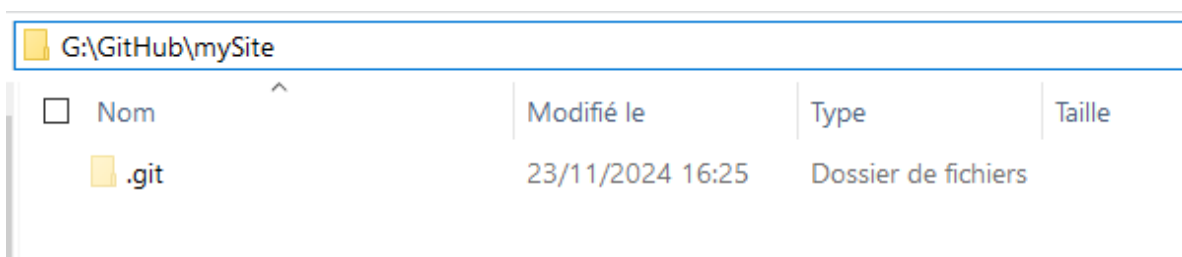 G:\GitHub\mySite
Nom Modifié le Type Taille
.git 23/11/2024 16:25 Dossier de fichiers